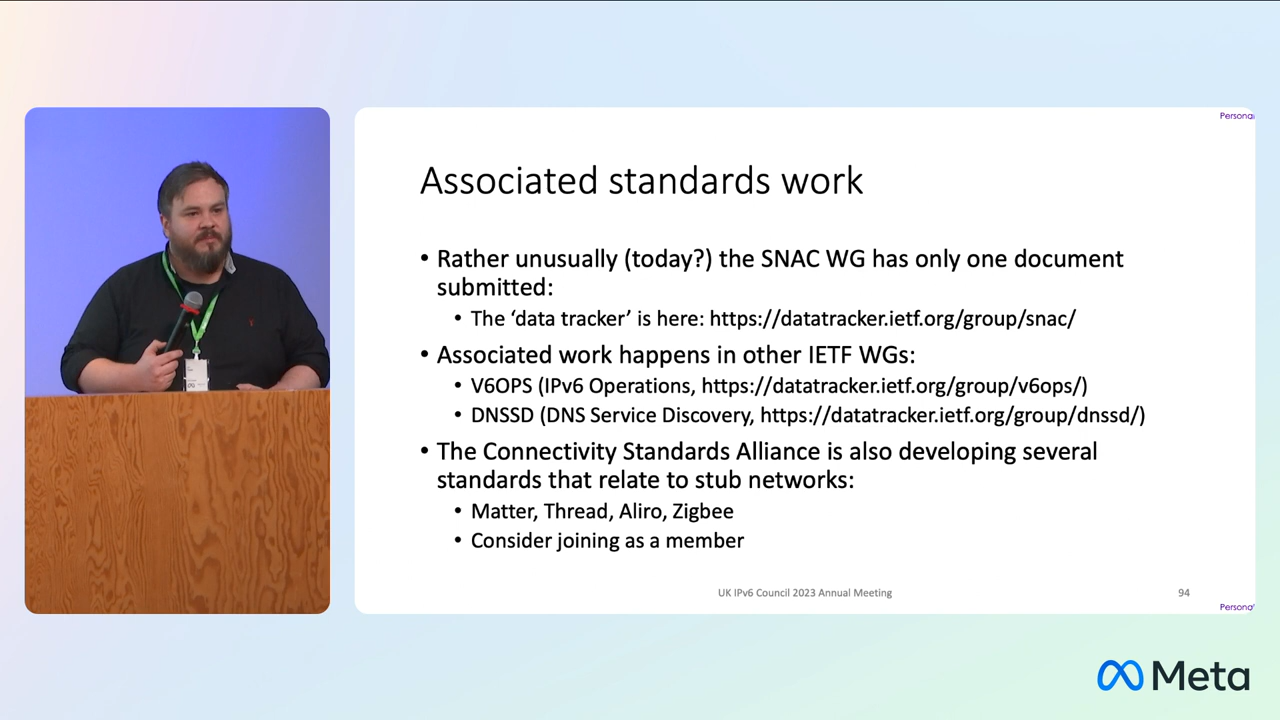 Persona
Associated standards work
• Rather unusually (today?) the SNAC WG has only one document
submitted:
• The ‘data tracker’ is here: https://datatracker.ietf.org/group/snac/
• Associated work happens in other IETF WGs:
• V6OPS (IPv6 Operations, https://datatracker.ietf.org/group/v6ops/)
• DNSSD (DNS Service Discovery, https://datatracker.ietf.org/group/dnssd/)
• The Connectivity Standards Alliance is also developing several
standards that relate to stub networks:
• Matter, Thread, Aliro, Zigbee
• Consider joining as a member
UK IPv6 Council 2023 Annual Meeting
94
Persona
Meta